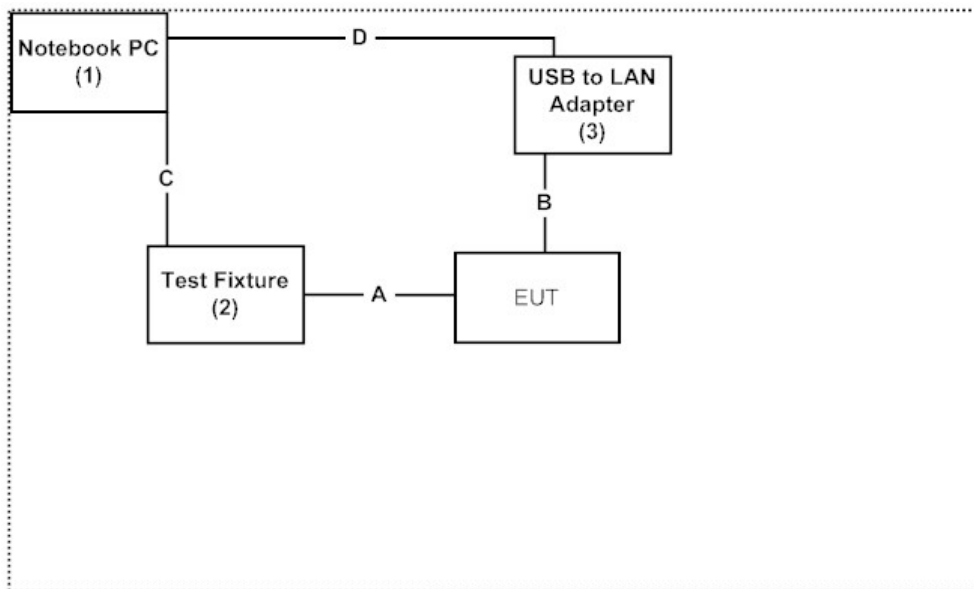 Notebook PC
(1)
D
USB to LAN
Adapter
(3)
C
B
Test Fixture
(2)
A
EUT